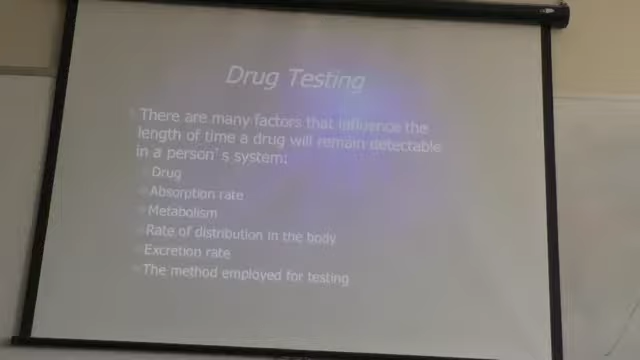 Drug Testing
There are many factors that influence the
length of time a drug will remain detectable
in a person's system:
Drug
Absorption rate
Metabolism
Rate of distribution in the body
Excretion rate
The method employed for testing